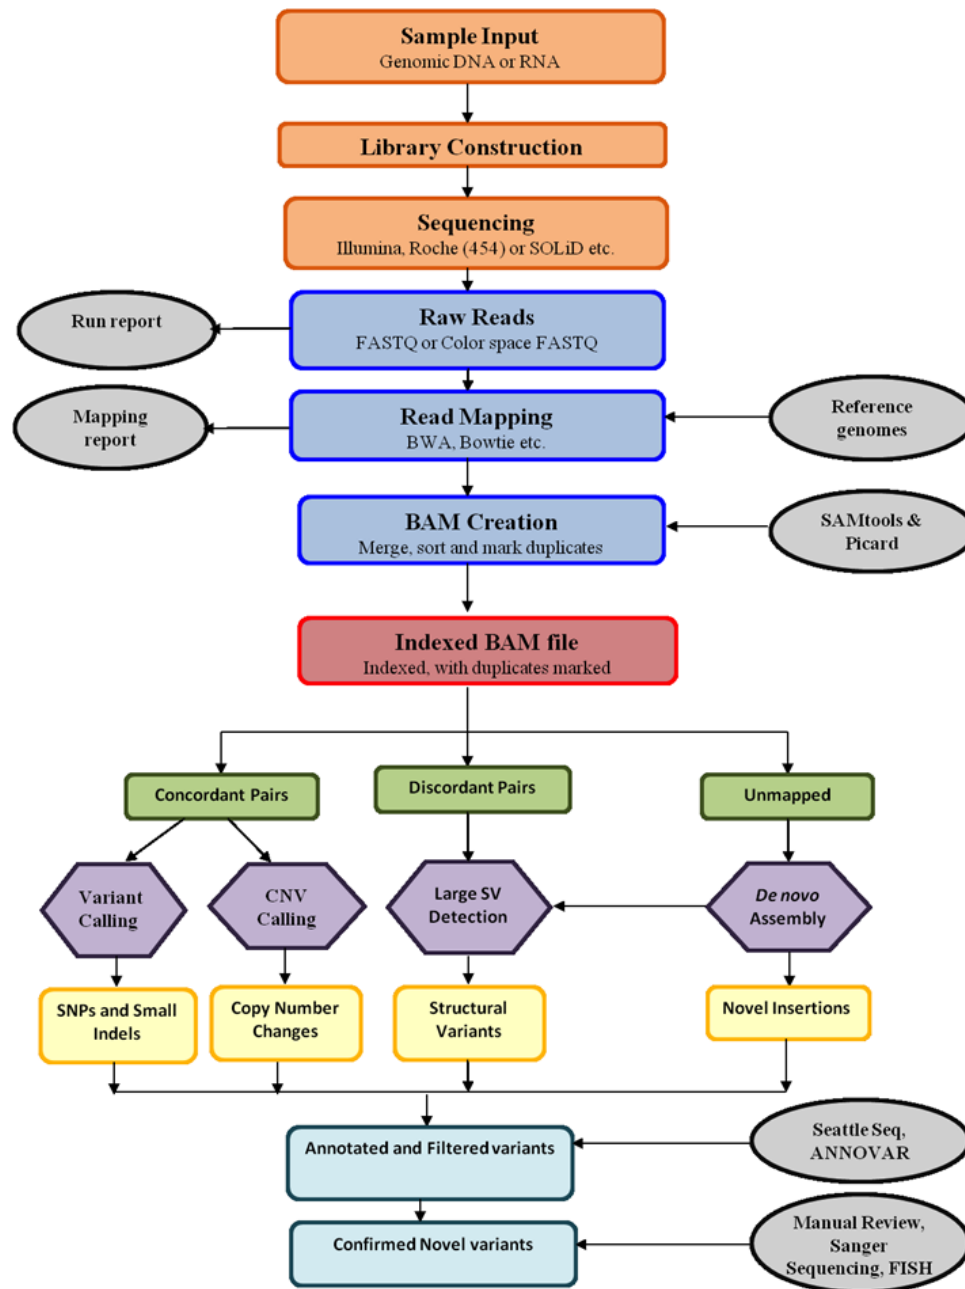 Sample Input
Genomic DNA or RNA
Library Construction
Sequencing
Illumina, Roche (454) or SOLiD etc.
Raw Reads
FASTQ or Color space FASTQ
Run report
Read Mapping
BWA, Bowtie etc.
Mapping
report
Reference
genomes
BAM Creation
Merge, sort and mark duplicates
SAMtools &
Picard
Indexed BAM file
Indexed, with duplicates marked
Concordant Pairs
Discordant Pairs
Unmapped
Variant
Calling
CNV
Calling
Large SV
Detection
De novo
Assembly
SNPs and Small
Indels
Copy Number
Changes
Structural
Variants
Novel Insertions
Annotated and Filtered variants
Seattle Seq,
ANNOVAR
Confirmed Novel variants
Manual Review,
Sanger
Sequencing, FISH